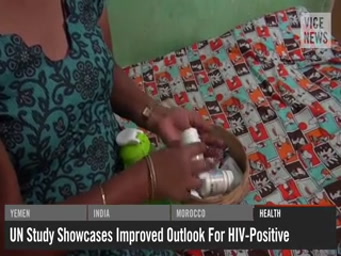 VICE
NEWS
YEMEN
INDIA
MOROCCO
HEALTH
UN Study Showcases Improved Outlook For HIV-Positive